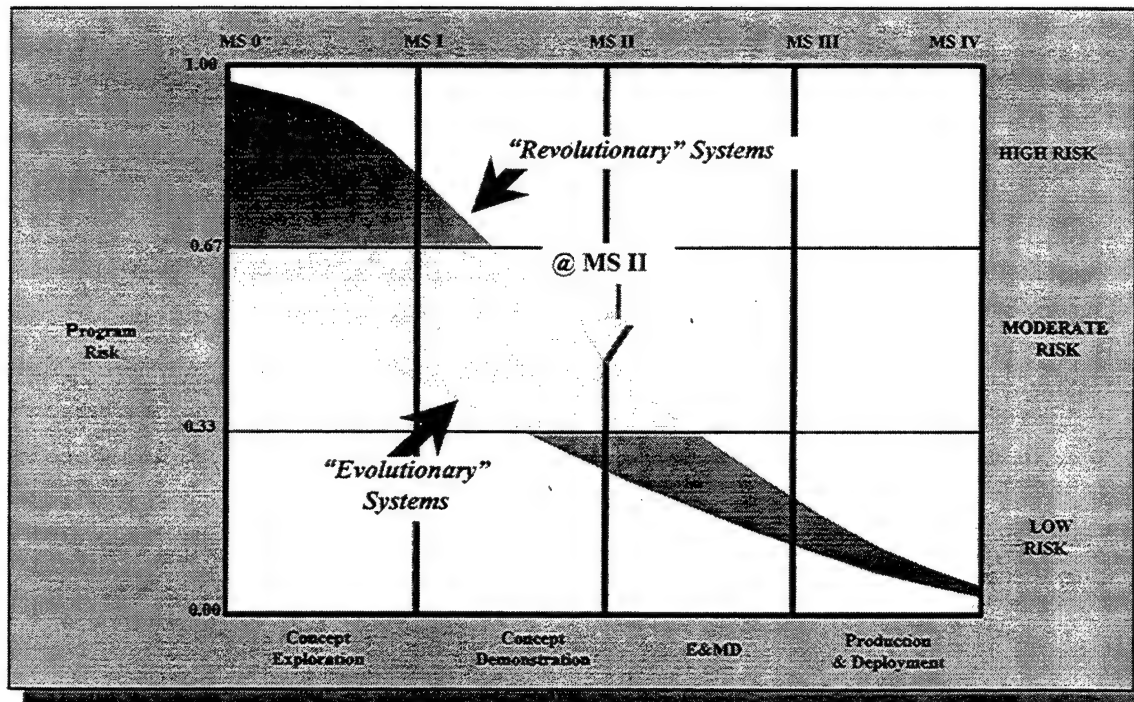 MS 0 MS I MS II MS III MS IV
1.00
"Revolutionary" Systems
HIGH RISK
0.67
@ MS II
Program
Risk
MODERATE
RISK
0.33
"Evolutionary"
Systems
LOW
RISK
0.00
Concept
Exploration
Concept
Demonstration
E&MD
Production
& Deployment